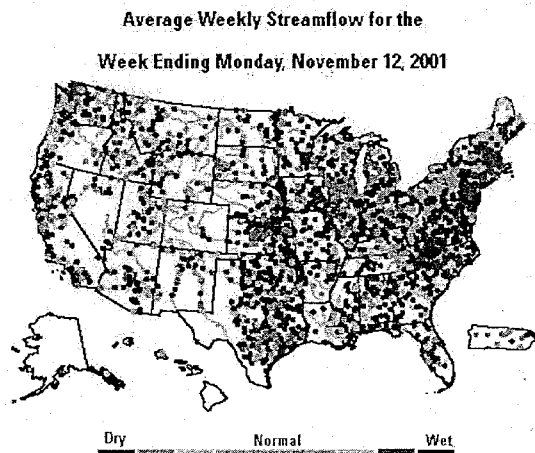 Average Weekly Streamflow for the
Week Ending Monday, November 12, 2001
Dry Normal Wet